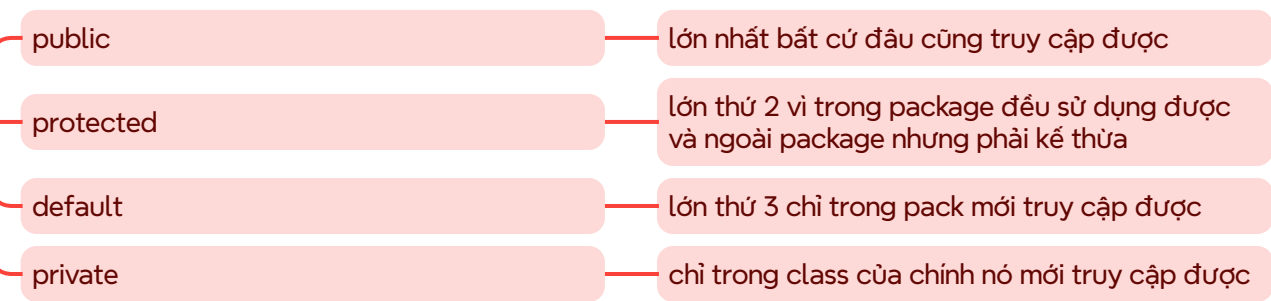 public
lớn nhất bất cứ đâu cũng truy cập được
protected
lớn thứ 2 vì trong package đều sử dụng được
và ngoài package nhưng phải kế thừa
default
lớn thứ 3 chỉ trong pack mới truy cập được
private
chỉ trong class của chính nó mới truy cập được